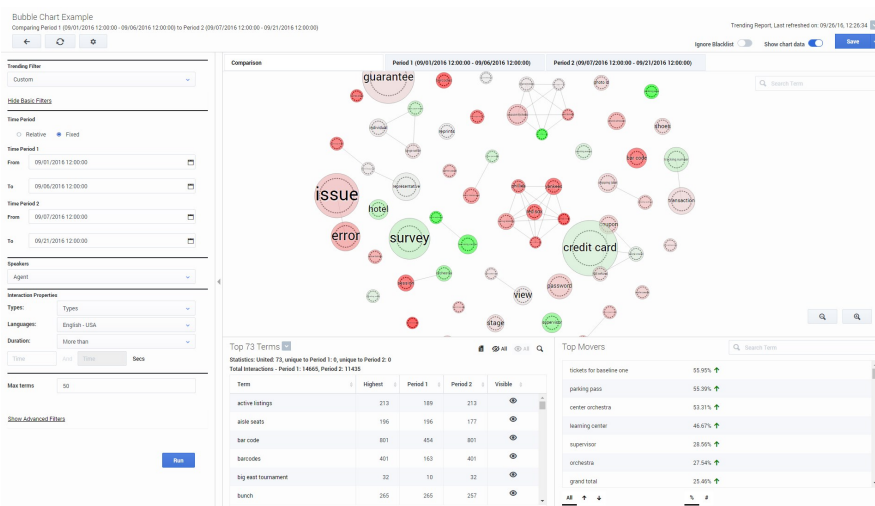 Bubble Chart Example
Comparing Period 1 (09/01/2016 12:00:00 - 09/06/2016 12:00:00) to Period 2 (09/07/2016 12:00:00 - 09/21/2016 12:00:00)
Trending Report, Last refreshed on: 09/26/16, 12:26:34
Ignore Blacklist
Show chart data
Save
Trending Filter
Custom
Hide Basic Filters
Time Period
Relative
Fixed
Time Period 1
From 09/01/2016 12:00:00
To 09/06/2016 12:00:00
Time Period 2
From 09/07/2016 12:00:00
To 09/21/2016 12:00:00
Speakers
Agent
Interaction Properties
Types: Types
Languages: English - USA
Duration: More than
Time And Time Secs
Max terms 50
Show Advanced Filters
Run
Comparison
Period 1 (09/01/2016 12:00:00 - 09/06/2016 12:00:00)
Period 2 (09/07/2016 12:00:00 - 09/21/2016 12:00:00)
Search Term
guarantee
photo id
individual
reprints
shoes
bar code
tracking number
representative
issue
hotel
transaction
error
survey
coupon
credit card
password
view
stage
supervisor
Top 73 Terms
All
All
Statistics: United: 73, unique to Period 1: 0, unique to Period 2: 0
Total Interactions - Period 1: 14665, Period 2: 11435
Term Highest Period 1 Period 2 Visible
active listings 213 189 213
aisle seats 196 196 177
bar code 801 454 801
barcodes 401 163 401
big east tournament 32 10 32
bunch 265 265 257
Top Movers
Search Term
tickets for baseline one 55.95%
parking pass 55.39%
center orchestra 53.31%
learning center 46.67%
supervisor 28.56%
orchestra 27.54%
grand total 25.46%
All
% #